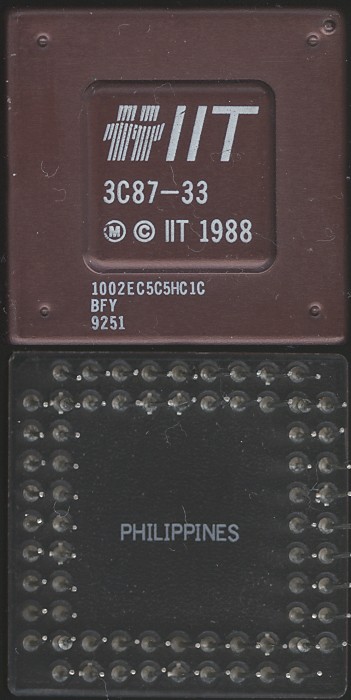 IIT
3C87-33
Ⓜ © IIT 1988
1002EC5C5HC1C
BFY
9251
PHILIPPINES